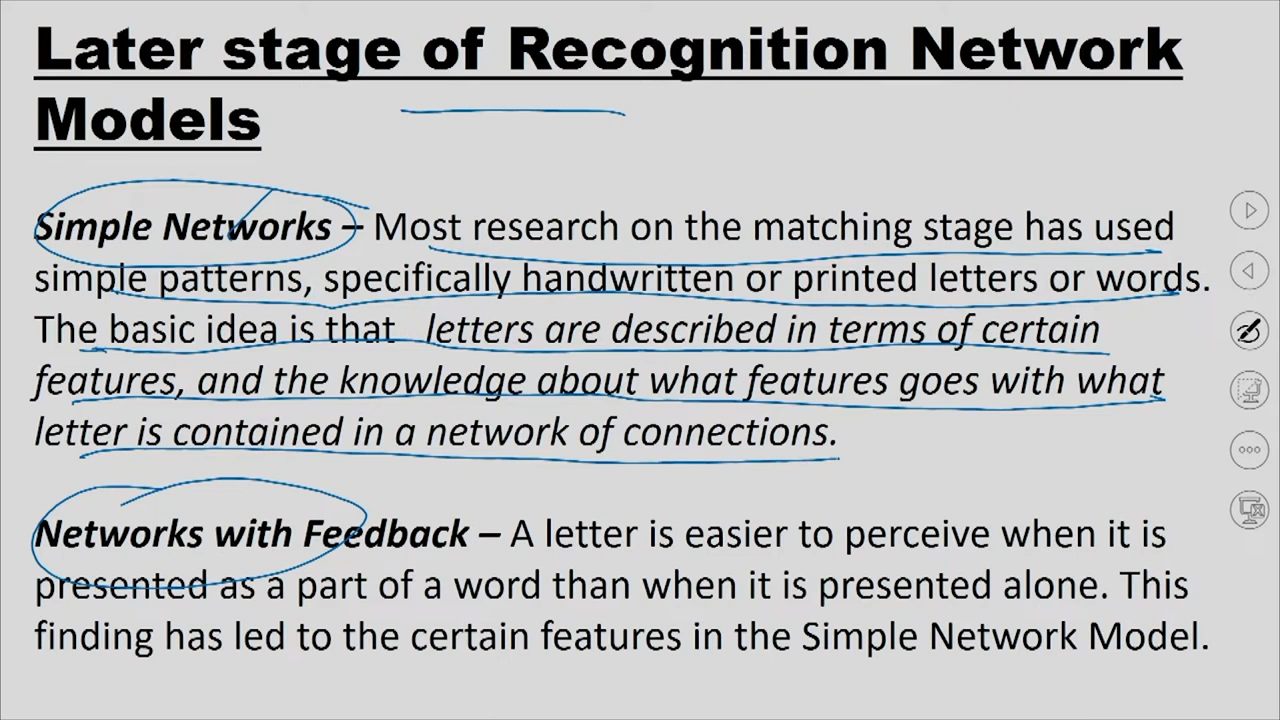 Later stage of Recognition Network
Models
Simple Networks – Most research on the matching stage has used
simple patterns, specifically handwritten or printed letters or words.
The basic idea is that letters are described in terms of certain
features, and the knowledge about what features goes with what
letter is contained in a network of connections.
Networks with Feedback – A letter is easier to perceive when it is
presented as a part of a word than when it is presented alone. This
finding has led to the certain features in the Simple Network Model.